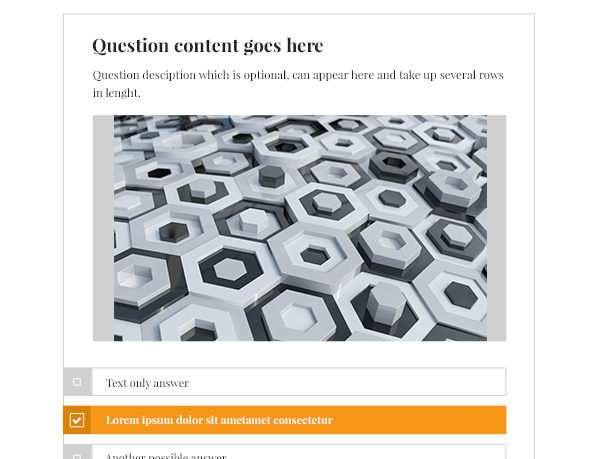 Question content goes here
Question desciption which is optional, can appear here and take up several rows
in lenght.
Text only answer
Lorem ipsum dolor sit ametamet consectetur
Another possible answer